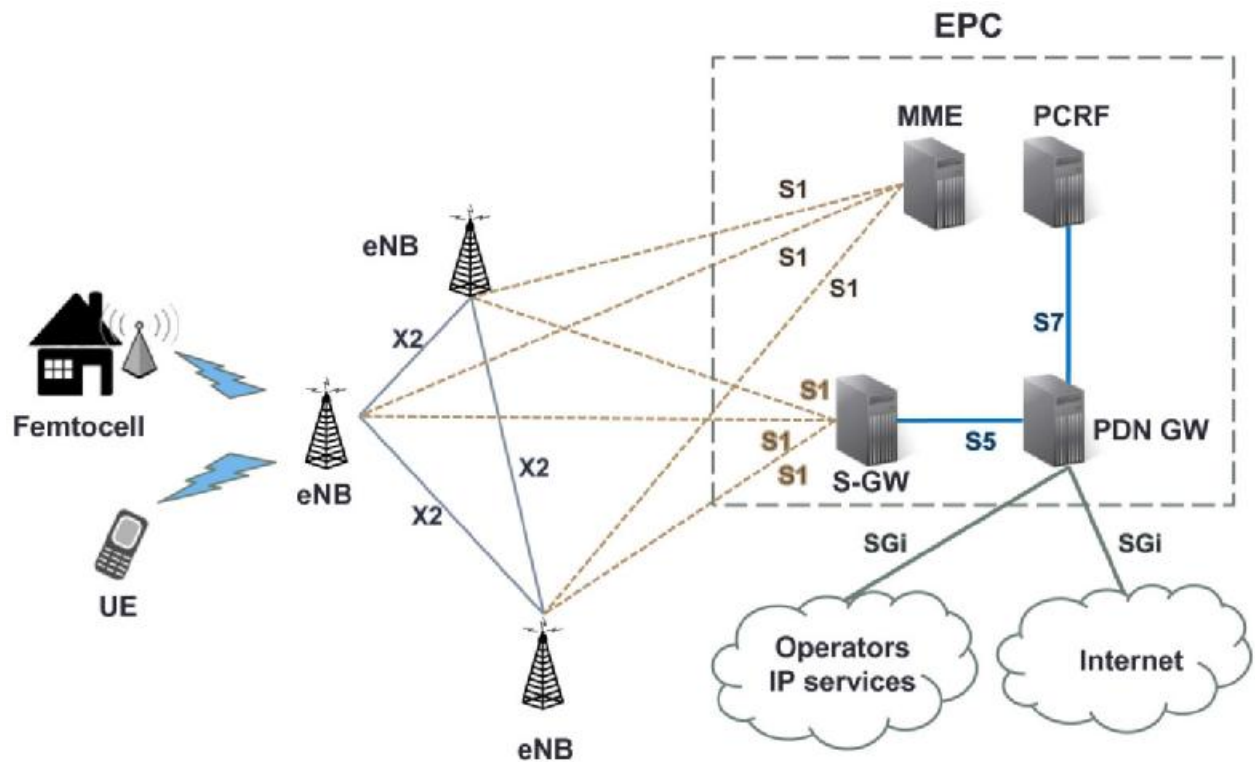 EPC
MME
PCRF
S1
eNB
S1
S1
X2
S7
Femtocell
S1
eNB
X2
X2
S1
S1
S-GW
S5
PDN GW
UE
SGi
SGi
Operators
IP services
Internet
eNB